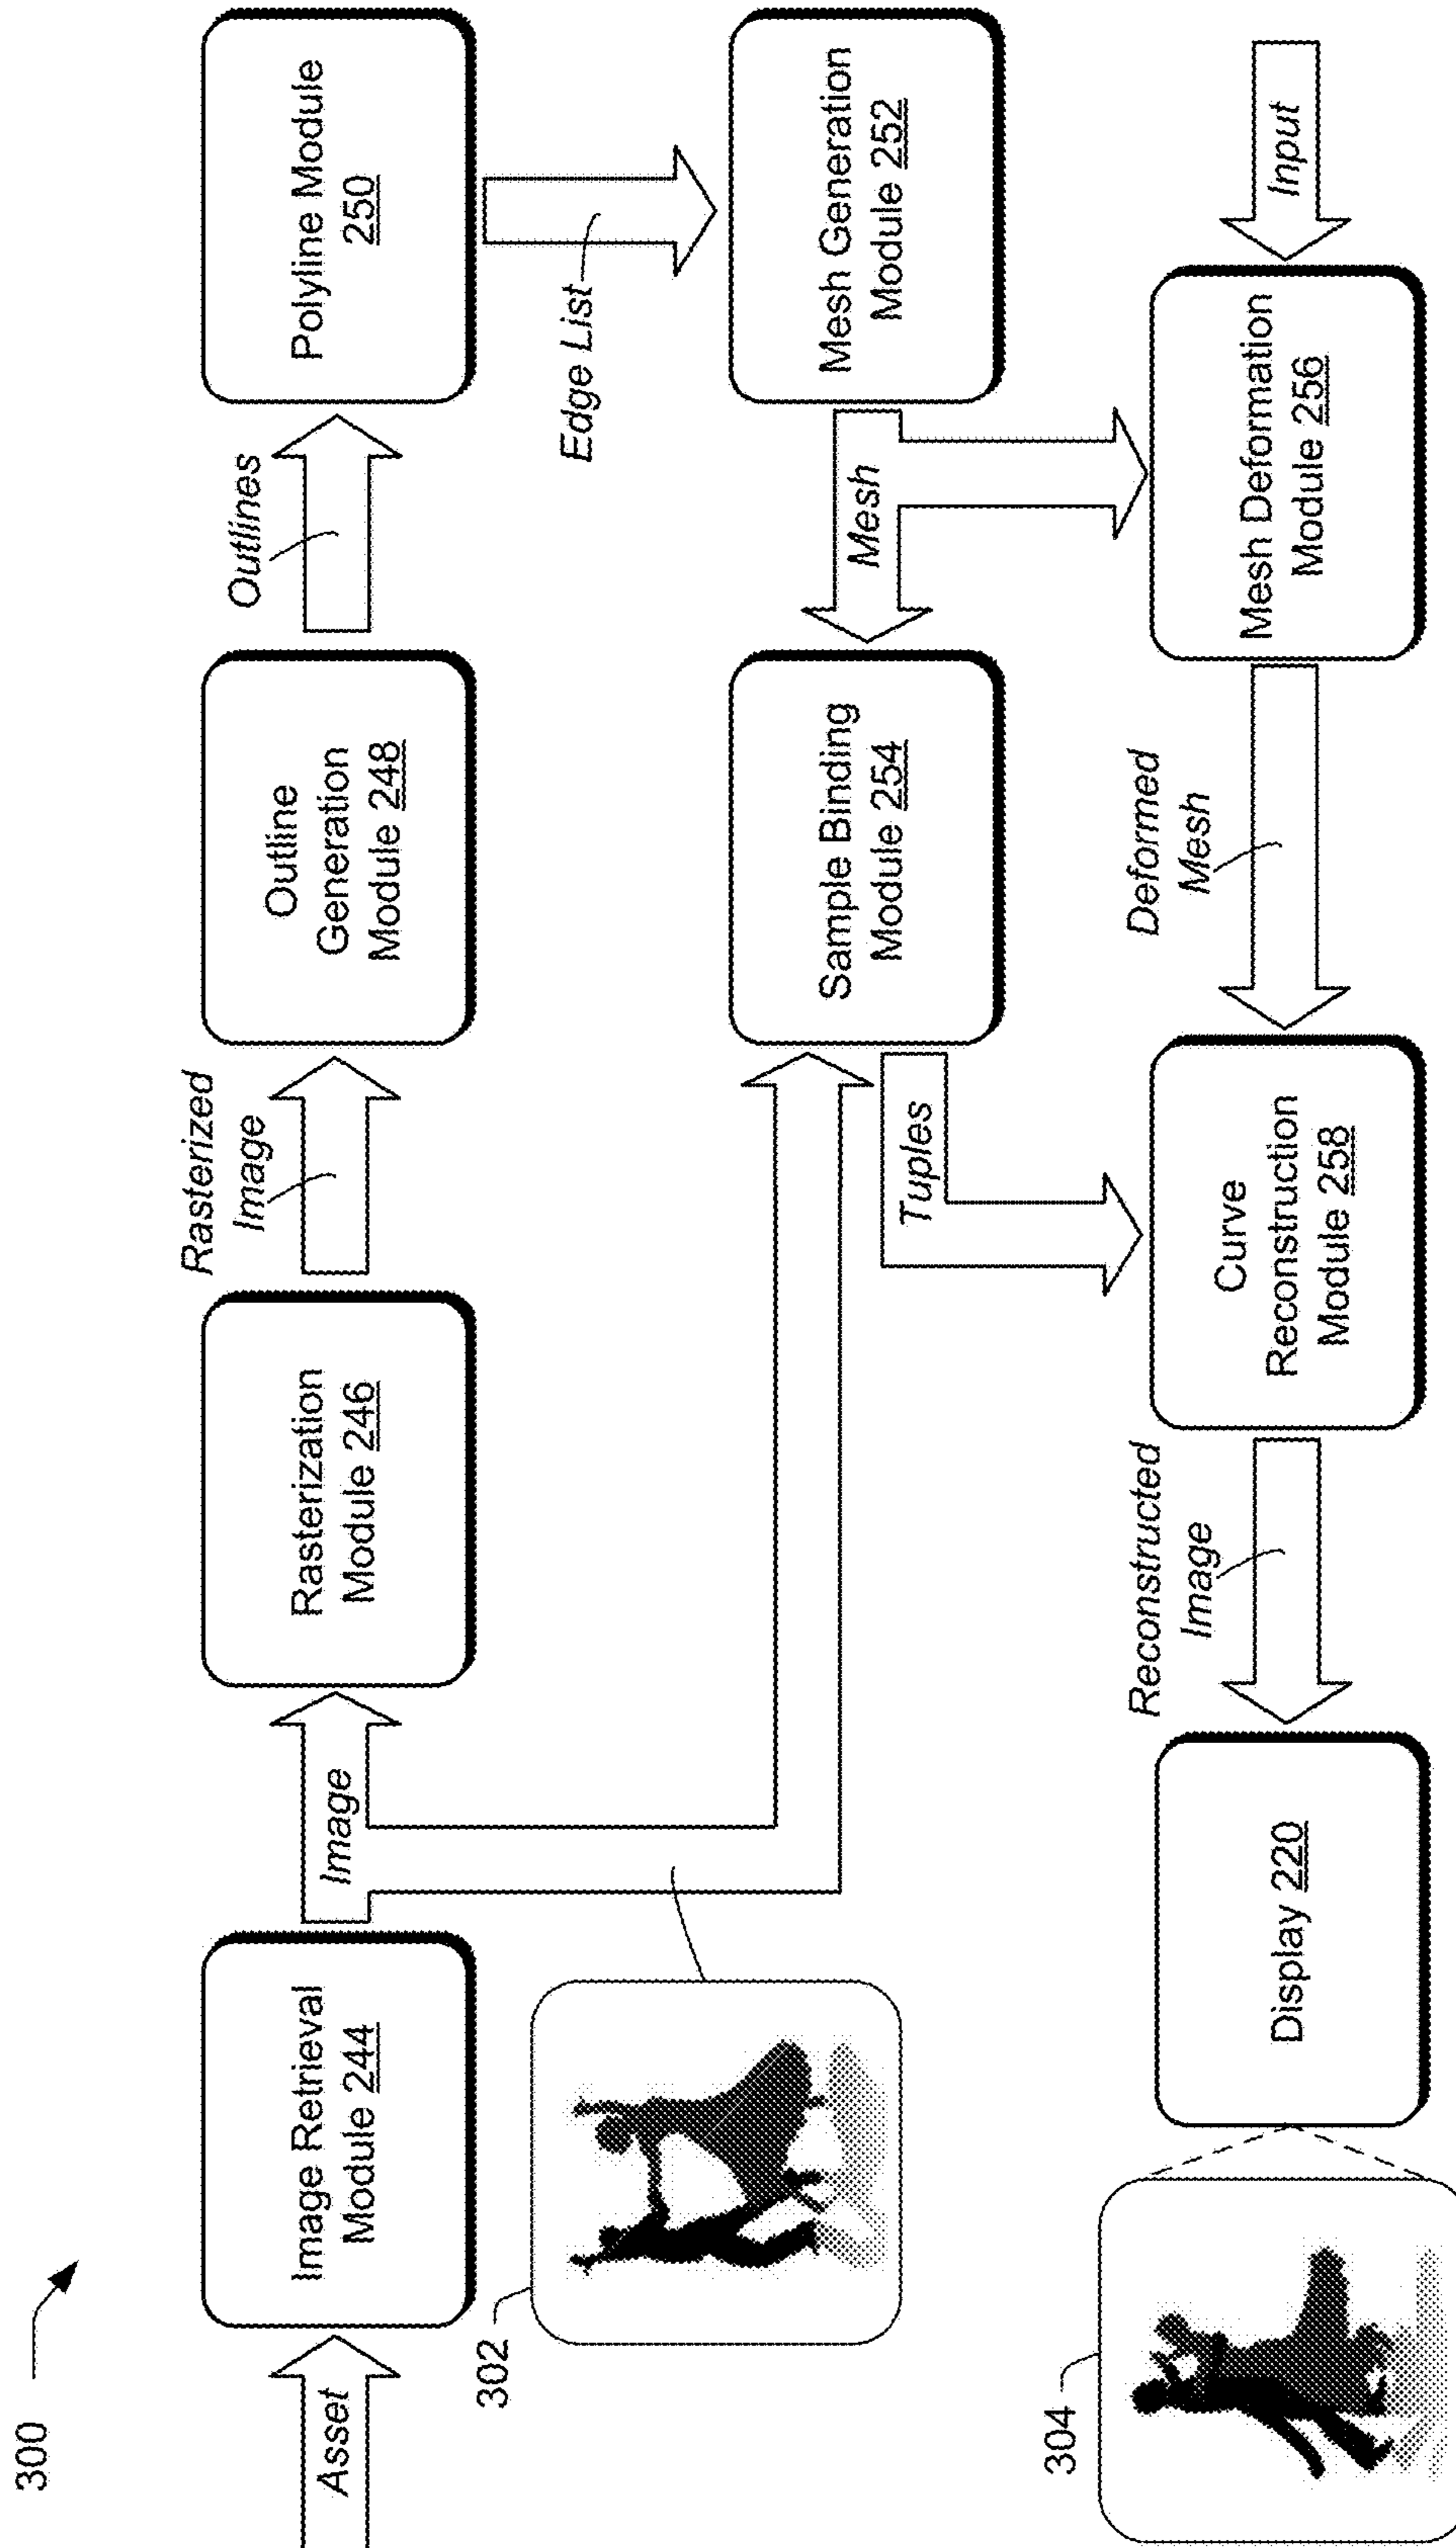 300
Asset
Image Retrieval
Module 244
Image
Rasterization
Module 246
Rasterized
Image
Outline
Generation
Module 248
Outlines
Polyline Module
250
302
Edge List
Sample Binding
Module 254
Mesh
Mesh Generation
Module 252
Tuples
304
Display 220
Reconstructed
Image
Curve
Reconstruction
Module 258
Deformed
Mesh
Mesh Deformation
Module 256
Input